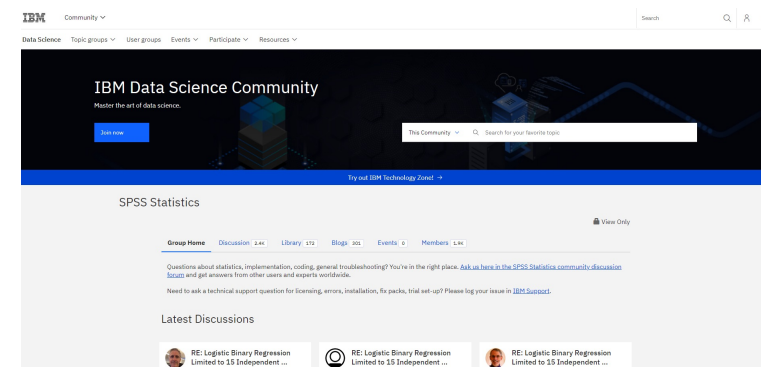 IBM Community
Search
Data Science Topic groups User groups Events Participate Resources
IBM Data Science Community
Master the art of data science.
Join now
This Community Search for your favorite topic
Try out IBM Technology Zone! →
SPSS Statistics
View Only
Group Home Discussion 2.4K Library 172 Blogs 301 Events 0 Members 1.9K
Questions about statistics, implementation, coding, general troubleshooting? You're in the right place. Ask us here in the SPSS Statistics community discussion
forum and get answers from other users and experts worldwide.
Need to ask a technical support question for licensing, errors, installation, fix packs, trial set-up? Please log your issue in IBM Support.
Latest Discussions
RE: Logistic Binary Regression
Limited to 15 Independent ...
RE: Logistic Binary Regression
Limited to 15 Independent ...
RE: Logistic Binary Regression
Limited to 15 Independent ...